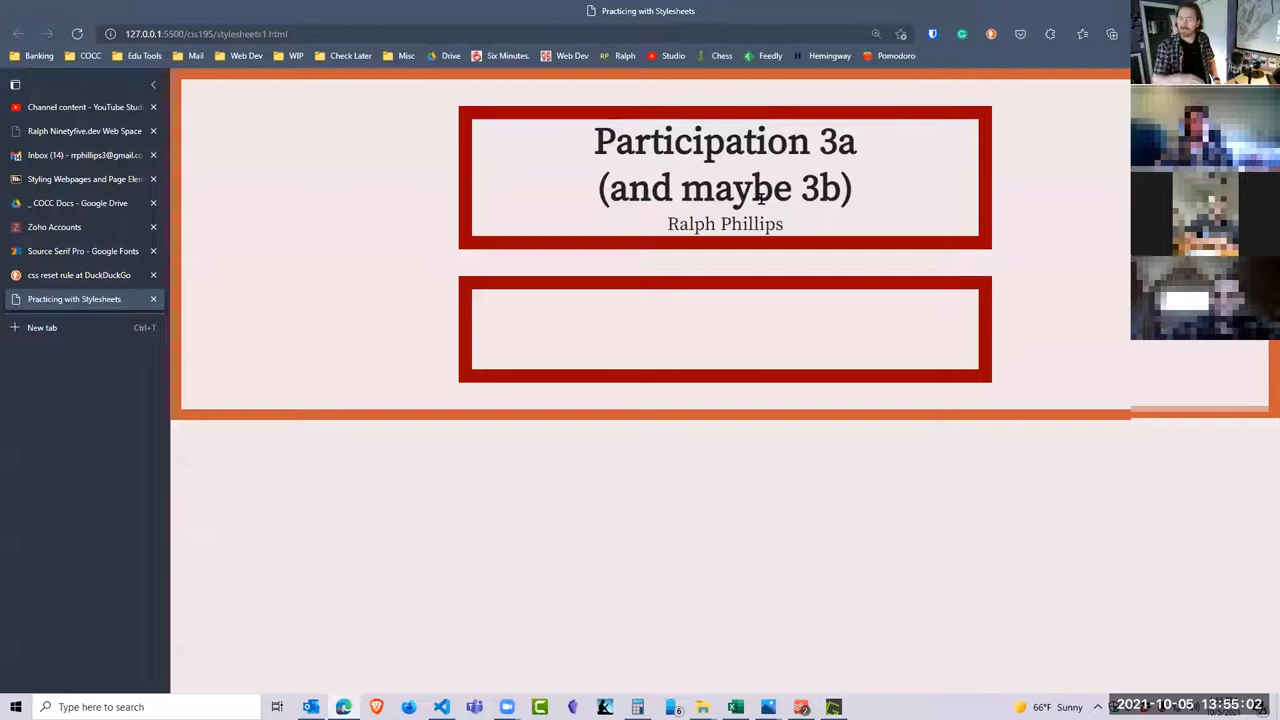 Practicing with Stylesheets
127.0.0.1:5500/cis195/stylesheets1.html
Banking COCC Edu Tools Mail Web Dev WIP Check Later Misc Drive Six Minutes. Web Dev RP Ralph Studio Chess Feedly Hemingway Pomodoro
Channel content - YouTube Stud
Ralph Ninetyfive.dev Web Space
Inbox (14) - rrphillips3@gmail.co
Styling Webpages and Page Elem
_ COCC Docs - Google Drive
Zoho Accounts
Source Serif Pro - Google Fonts
css reset rule at DuckDuckGo
Practicing with Stylesheets
New tab Ctrl+T
Participation 3a
(and maybe 3b)
Ralph Phillips
Type here to search
66°F Sunny
2021-10-05 13:55:02